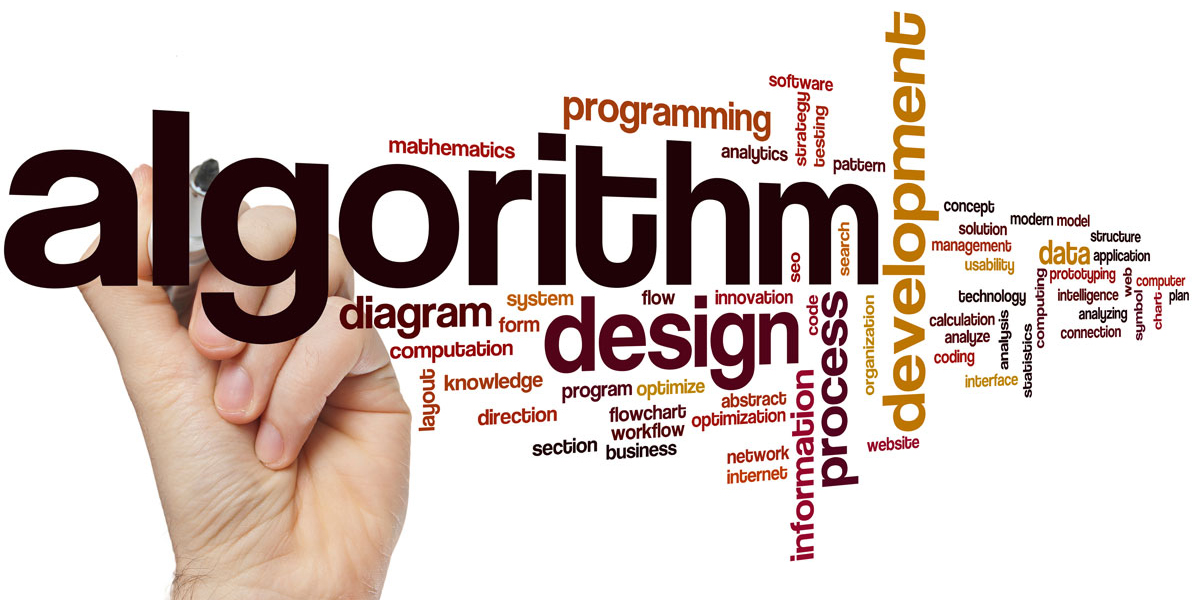 algorithm
software
programming
strategy
testing
mathematics
analytics
pattern
development
seo
search
diagram
system
form
flow
innovation
design
code
process
organization
computation
layout
knowledge
direction
program optimize
abstract
optimization
flowchart
workflow
section
business
network
internet
information
website
concept
modern model
solution
management
usability
data
structure
application
prototyping
web
computer
technology
computing
intelligence
symbol
chart
plan
calculation
analyze
analysis
statistics
analyzing
connection
coding
interface